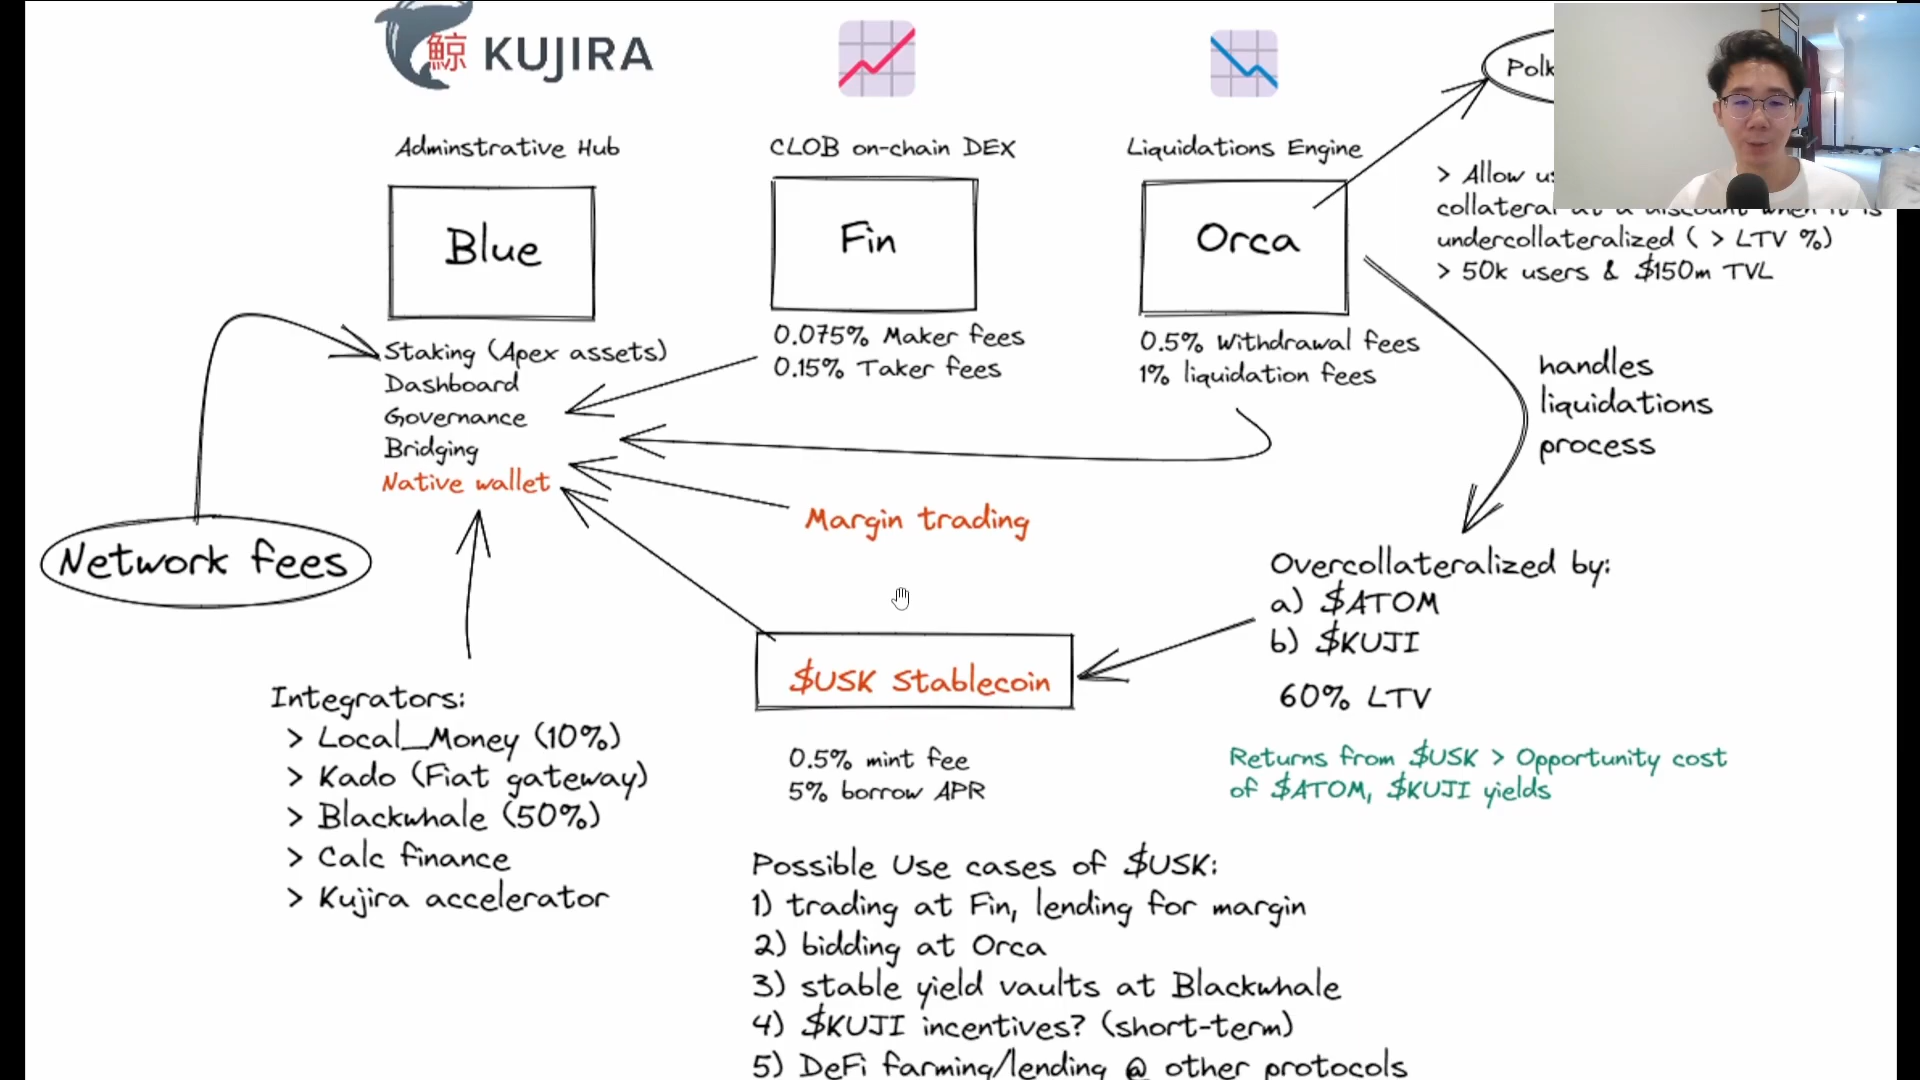 鯨 KUJIRA
Adminstrative Hub
Blue
Staking (Apex assets)
Dashboard
Governance
Bridging
Native wallet
Network fees
Integrators:
> Local_Money (10%)
> Kado (Fiat gateway)
> Blackwhale (50%)
> Calc finance
> Kujira accelerator
CLOB on-chain DEX
Fin
0.075% Maker fees
0.15% Taker fees
Margin trading
$USK Stablecoin
0.5% mint fee
5% borrow APR
Possible Use cases of $USK:
1) trading at Fin, lending for margin
2) bidding at Orca
3) stable yield vaults at Blackwhale
4) $KUJI incentives? (short-term)
5) DeFi farming/lending @ other protocols
Liquidations Engine
Orca
0.5% Withdrawal fees
1% liquidation fees
> Allow
collateral at a discount when it is
undercollateralized ( > LTV %)
> 50k users & $150m TVL
handles
liquidations
process
Overcollateralized by:
a) $ATOM
b) $KUJI
60% LTV
Returns from $USK > Opportunity cost
of $ATOM, $KUJI yields